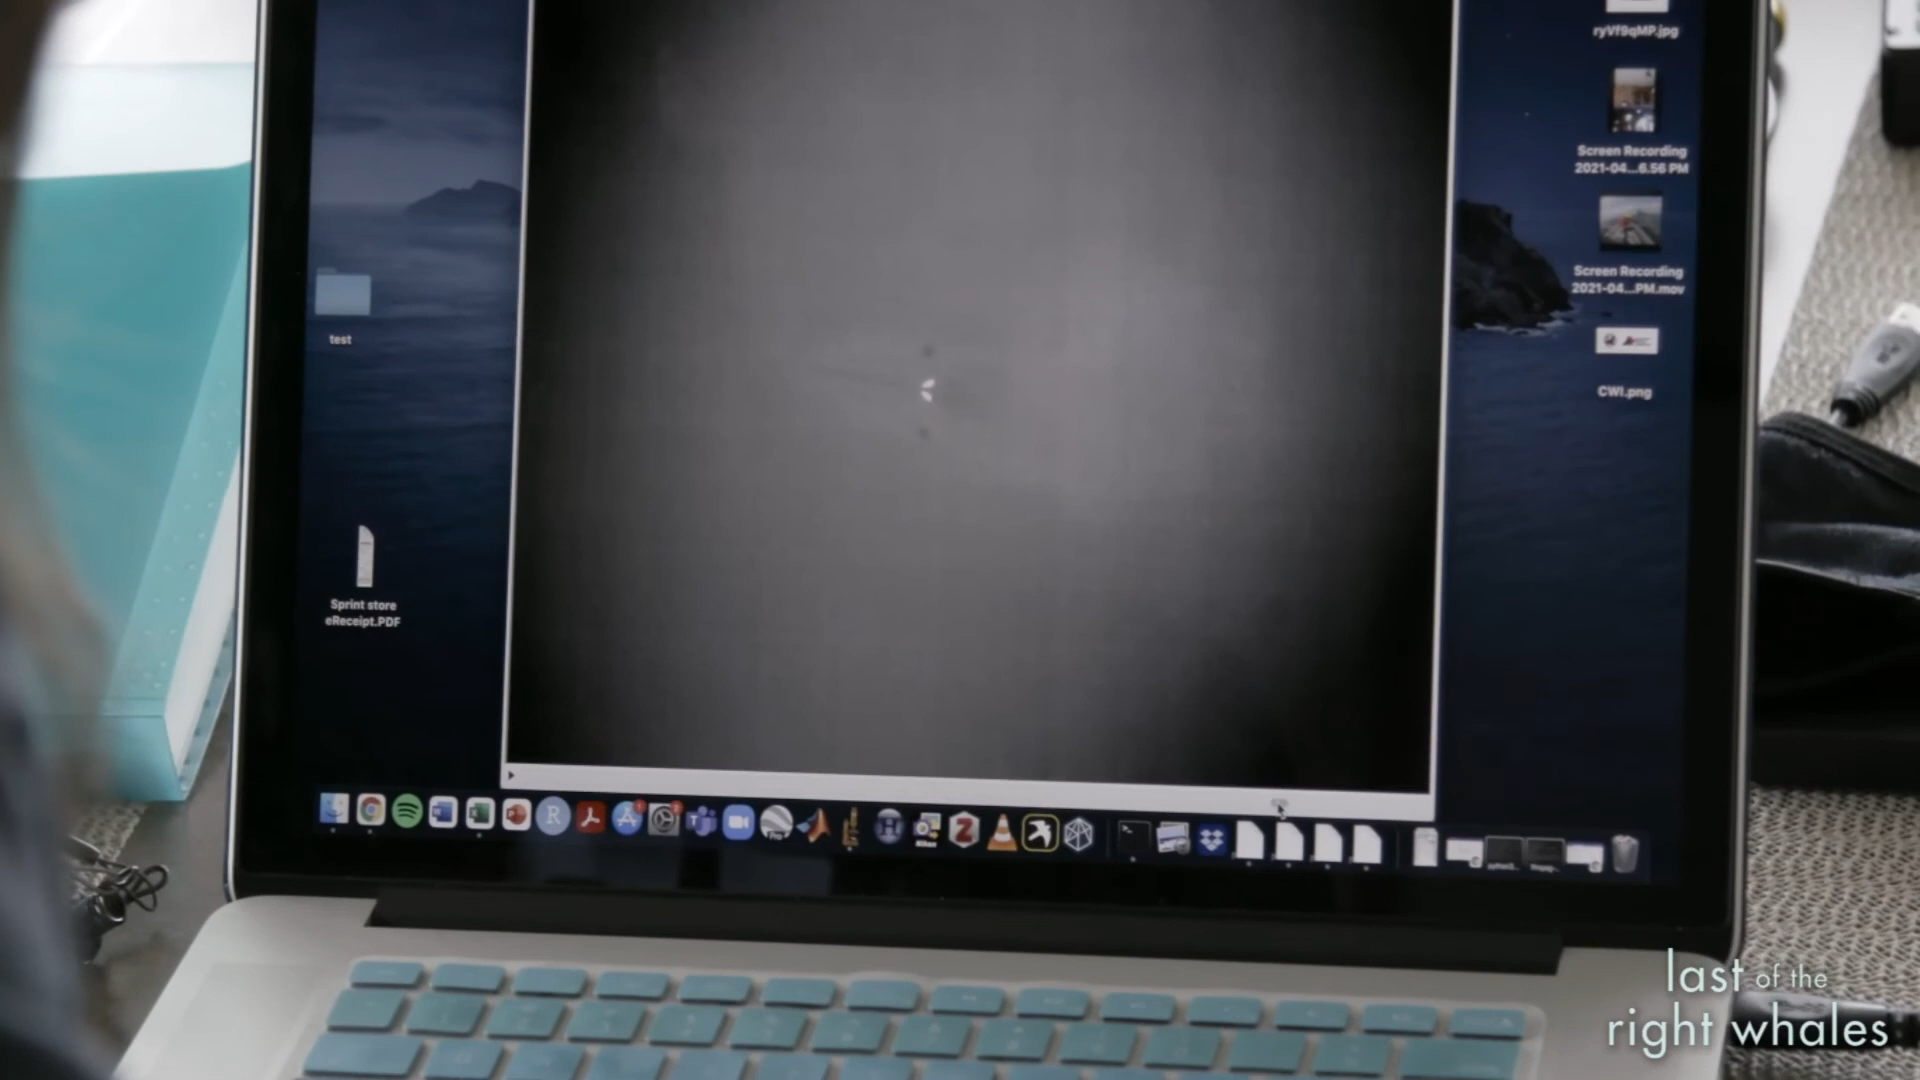 ryVf9qMP.jpg
Screen Recording
2021-04...6.56 PM
Screen Recording
2021-04...PM.mov
test
CWI.png
Sprint store
eReceipt.PDF
last of the
right whales